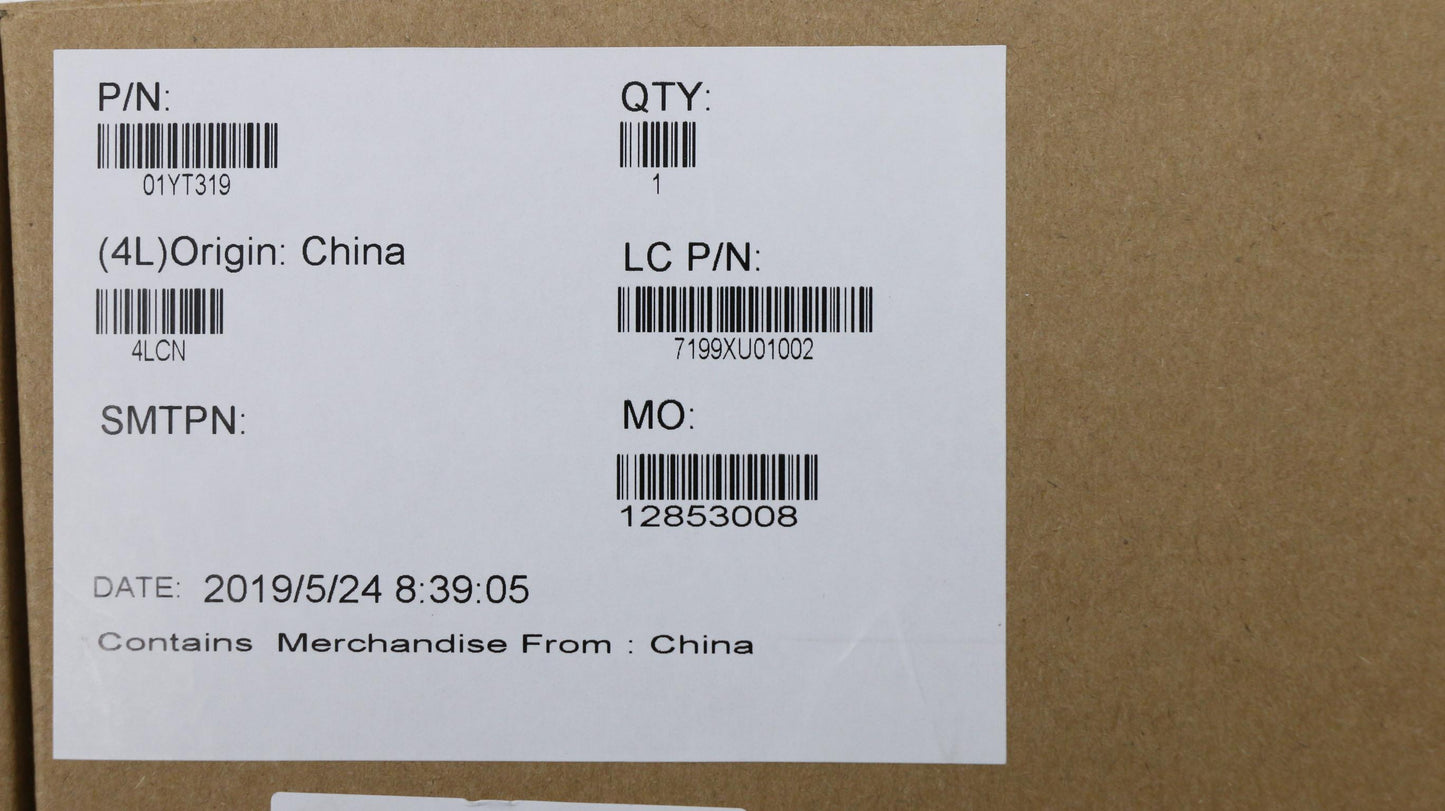 P/N:
01YT319
QTY:
1
(4L)Origin: China
4LCN
LC P/N:
7199XU01002
SMTPN:
MO:
12853008
DATE: 2019/5/24 8:39:05
Contains Merchandise From : China